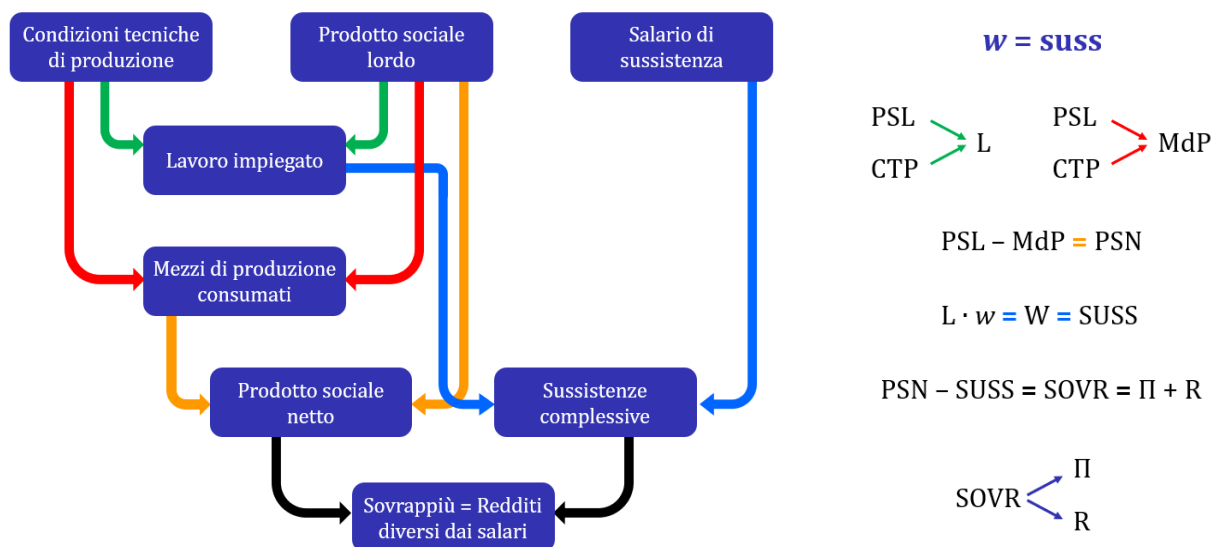 Condizioni tecniche
di produzione
Prodotto sociale
lordo
Salario di
sussistenza
Lavoro impiegato
Mezzi di produzione
consumati
Prodotto sociale
netto
Sussistenze
complessive
Sovrappiù = Redditi
diversi dai salari
w = suss
PSL
CTP
L
PSL
CTP
MdP
PSL – MdP = PSN
L · w = W = SUSS
PSN – SUSS = SOVR = Π + R
SOVR
Π
R